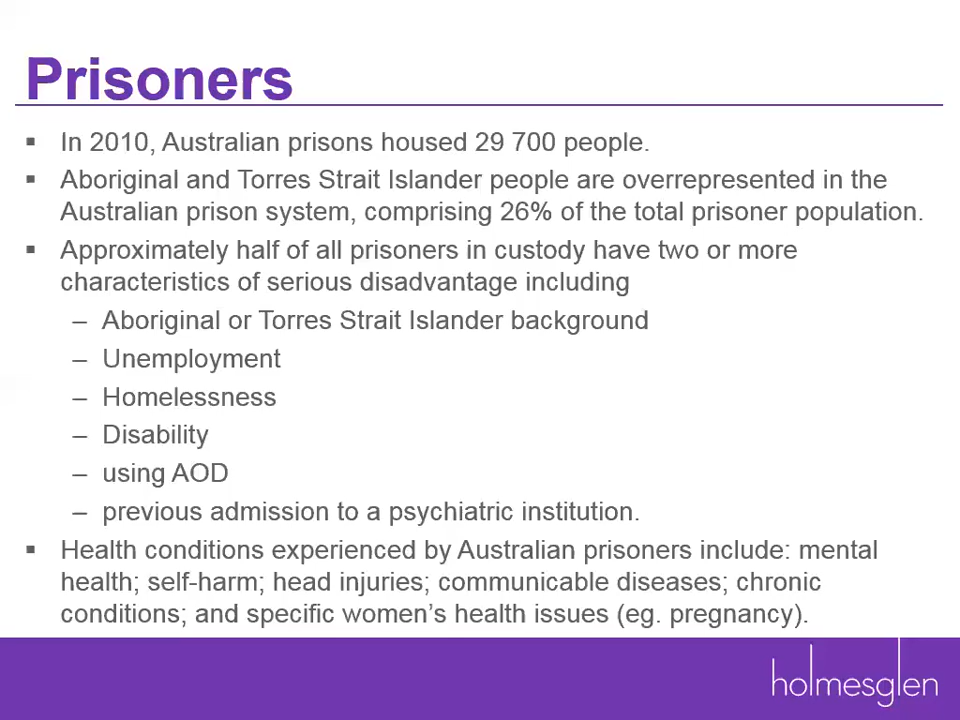 Prisoners
▪ In 2010, Australian prisons housed 29 700 people.
▪ Aboriginal and Torres Strait Islander people are overrepresented in the
Australian prison system, comprising 26% of the total prisoner population.
▪ Approximately half of all prisoners in custody have two or more
characteristics of serious disadvantage including
– Aboriginal or Torres Strait Islander background
– Unemployment
– Homelessness
– Disability
– using AOD
– previous admission to a psychiatric institution.
▪ Health conditions experienced by Australian prisoners include: mental
health; self-harm; head injuries; communicable diseases; chronic
conditions; and specific women’s health issues (eg. pregnancy).
holmesglen